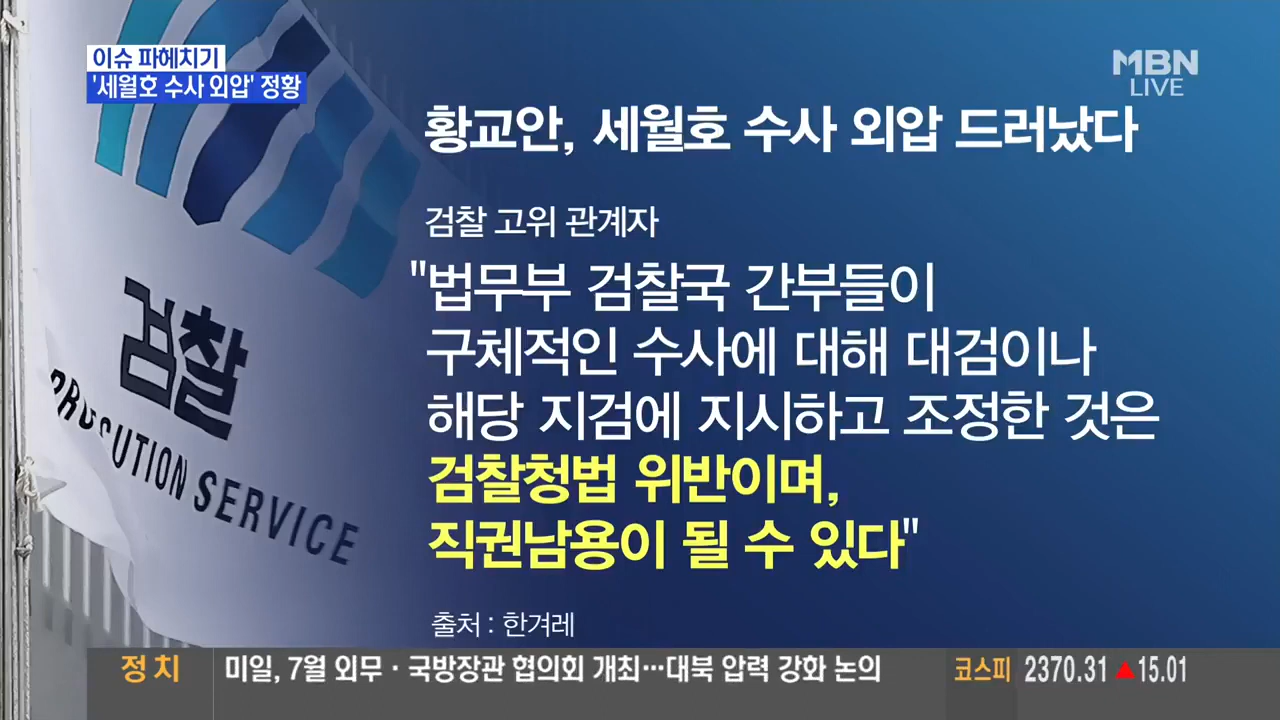 이슈 파헤치기
'세월호 수사 외압' 정황
MBN
LIVE
황교안, 세월호 수사 외압 드러났다
검찰 고위 관계자
"법무부 검찰국 간부들이
구체적인 수사에 대해 대검이나
해당 지검에 지시하고 조정한 것은
검찰청법 위반이며,
직권남용이 될 수 있다"
출처 : 한겨레
검찰
PROSECUTION SERVICE
정치 미일, 7월 외무·국방장관 협의회 개최…대북 압력 강화 논의 코스피 2370.31 ▲15.01